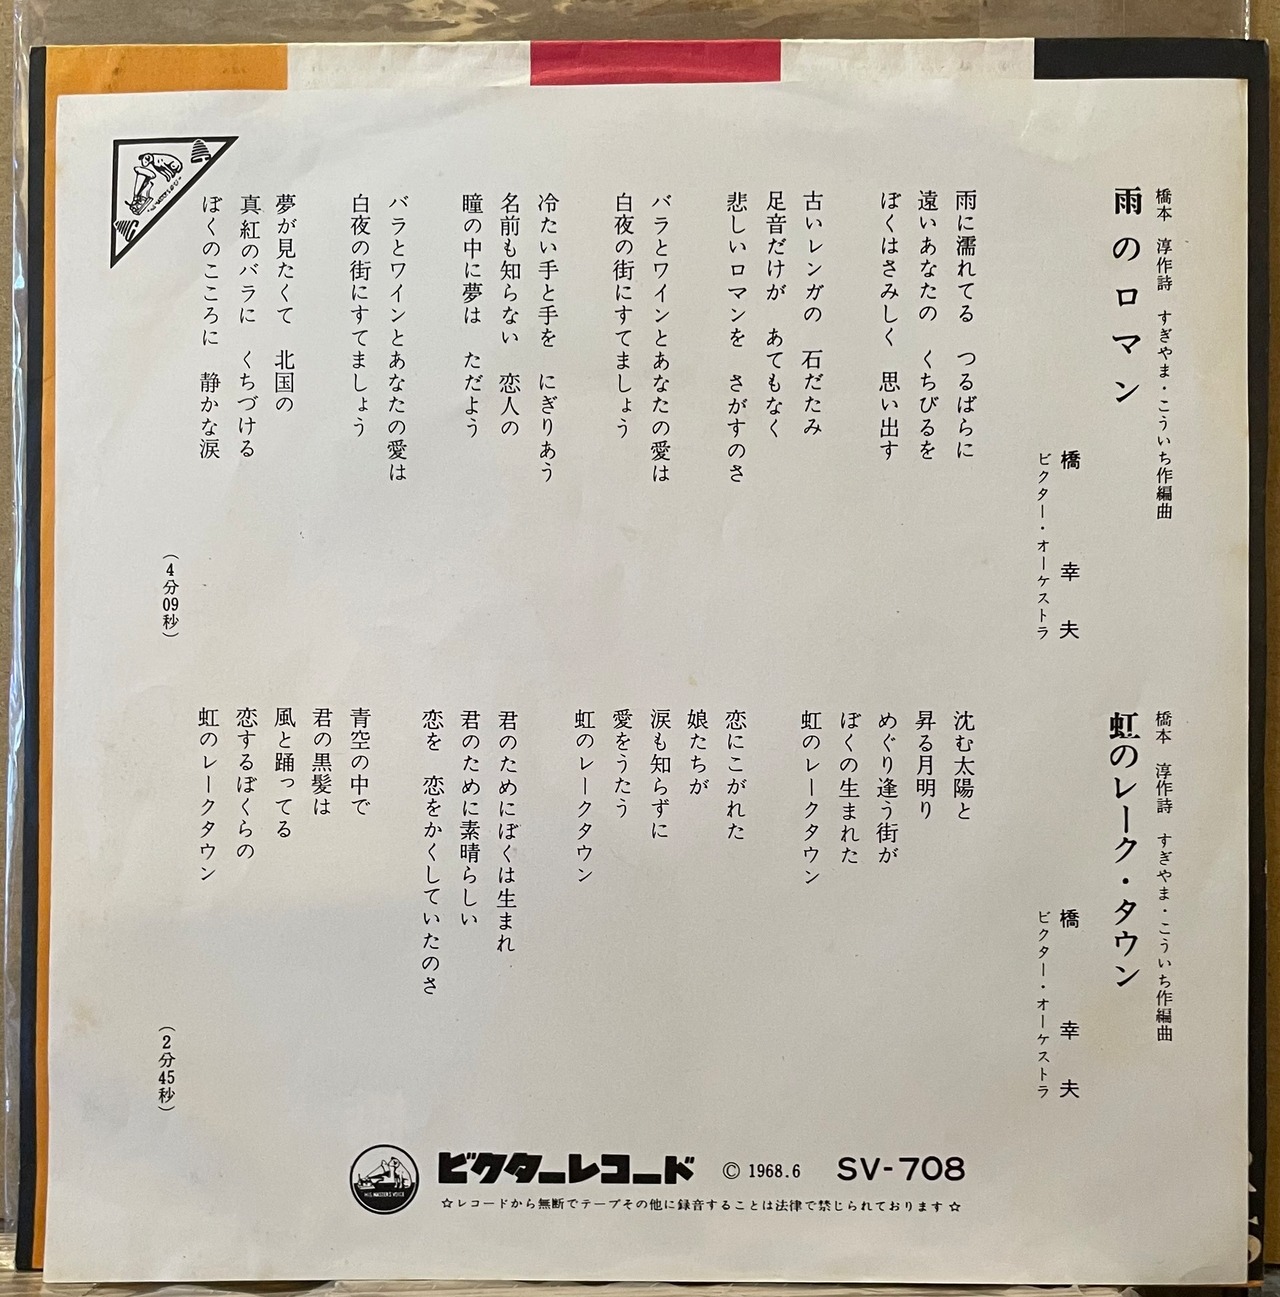 橋本　淳作詩　すぎやま・こういち作編曲
雨のロマン
橋　幸　夫
ビクター・オーケストラ
雨に濡れてる　つるばらに
遠いあなたの　くちびるを
ぼくはさみしく　思い出す
古いレンガの　石だたみ
足音だけが　あてもなく
悲しいロマンを　さがすのさ
バラとワインとあなたの愛は
白夜の街にすてましょう
冷たい手と手を　にぎりあう
名前も知らない　恋人の
瞳の中に夢は　ただよう
バラとワインとあなたの愛は
白夜の街にすてましょう
夢が見たくて　北国の
真紅のバラに　くちづける
ぼくのこころに　静かな涙
（4分09秒）
橋本　淳作詩　すぎやま・こういち作編曲
虹のレーク・タウン
橋　幸　夫
ビクター・オーケストラ
沈む太陽と
昇る月明り
めぐり逢う街が
ぼくの生まれた
虹のレークタウン
恋にこがれた
娘たちが
涙も知らずに
愛をうたう
虹のレークタウン
君のためにぼくは生まれ
君のために素晴らしい
恋を　恋をかくしていたのさ
青空の中で
君の黒髪は
風と踊ってる
恋するぼくらの
虹のレークタウン
（2分45秒）
HIS MASTER'S VOICE
ビクターレコード　© 1968.6　SV-708
☆レコードから無断でテープその他に録音することは法律で禁じられております☆